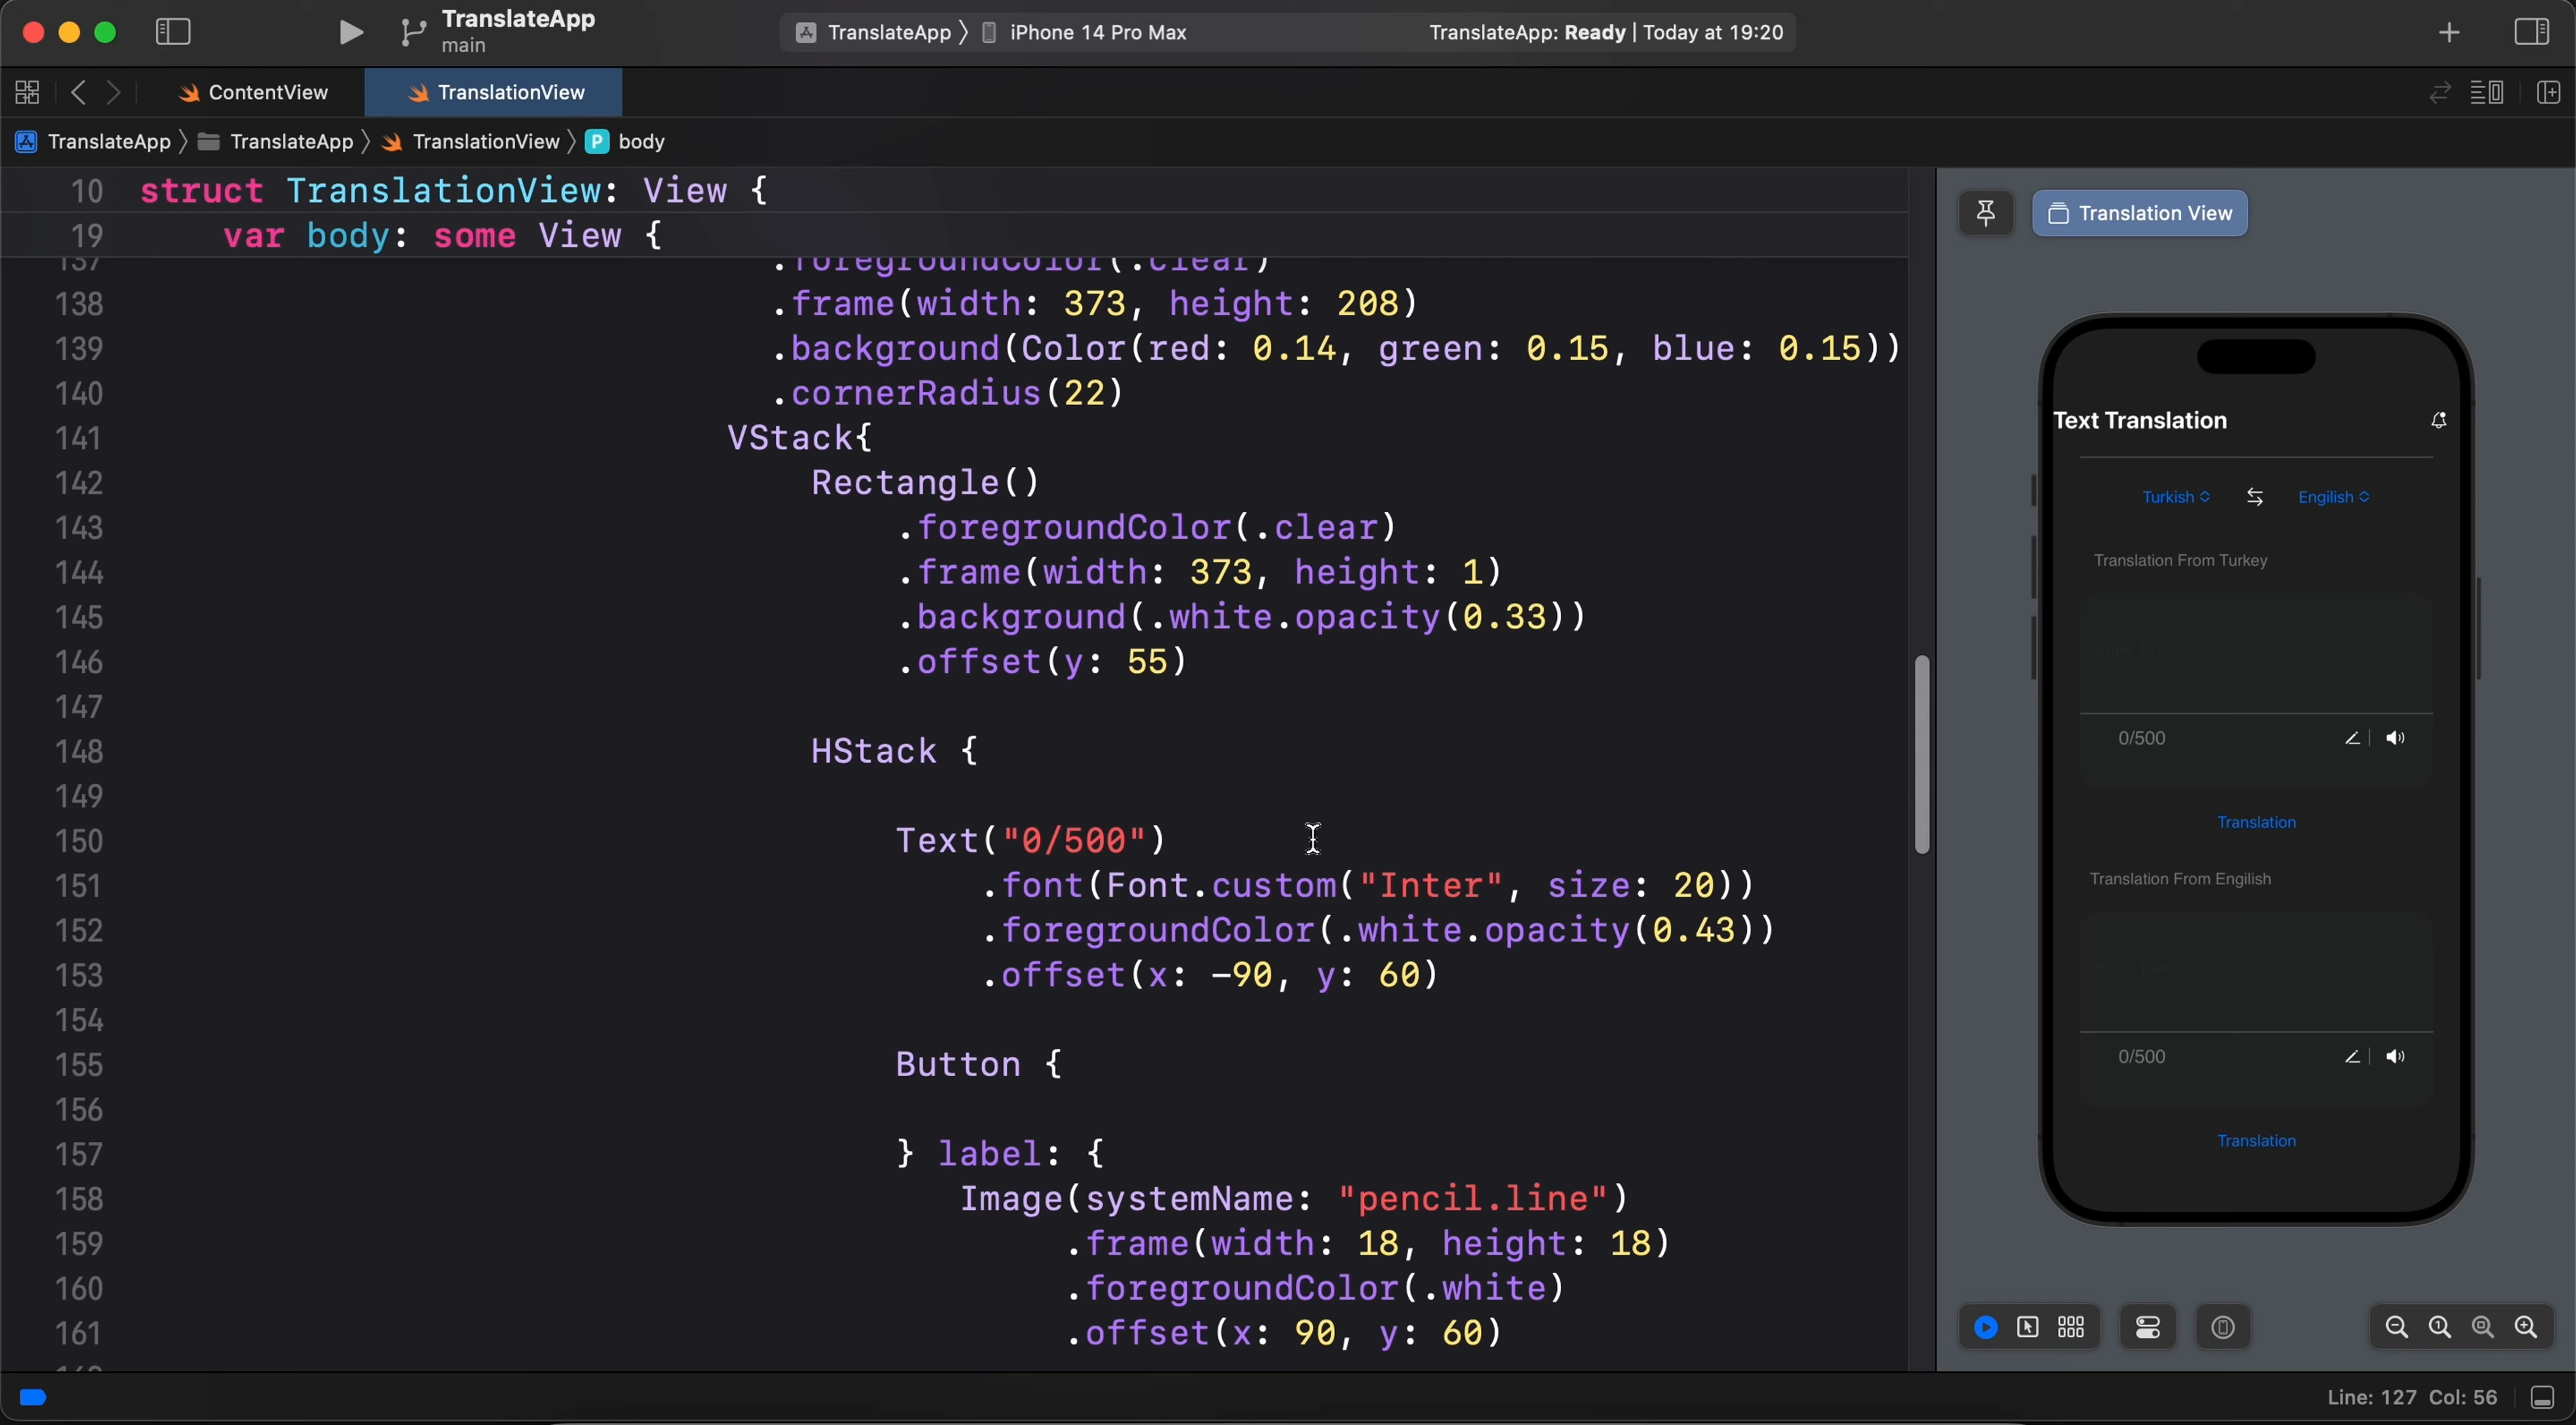 TranslateApp
main
TranslateApp 〉 iPhone 14 Pro Max
TranslateApp: Ready | Today at 19:20
ContentView
TranslationView
TranslateApp 〉 TranslateApp 〉 TranslationView 〉 P body
10 struct TranslationView: View {
19 var body: some View {
137 .foregroundColor(.clear)
138 .frame(width: 373, height: 208)
139 .background(Color(red: 0.14, green: 0.15, blue: 0.15))
140 .cornerRadius(22)
141 VStack{
142 Rectangle()
143 .foregroundColor(.clear)
144 .frame(width: 373, height: 1)
145 .background(.white.opacity(0.33))
146 .offset(y: 55)
147
148 HStack {
149
150 Text("0/500")
151 .font(Font.custom("Inter", size: 20))
152 .foregroundColor(.white.opacity(0.43))
153 .offset(x: -90, y: 60)
154
155 Button {
156
157 } label: {
158 Image(systemName: "pencil.line")
159 .frame(width: 18, height: 18)
160 .foregroundColor(.white)
161 .offset(x: 90, y: 60)
Translation View
Text Translation
Turkish
Engilish
Translation From Turkey
0/500
Translation
Translation From Engilish
0/500
Translation
Line: 127 Col: 56